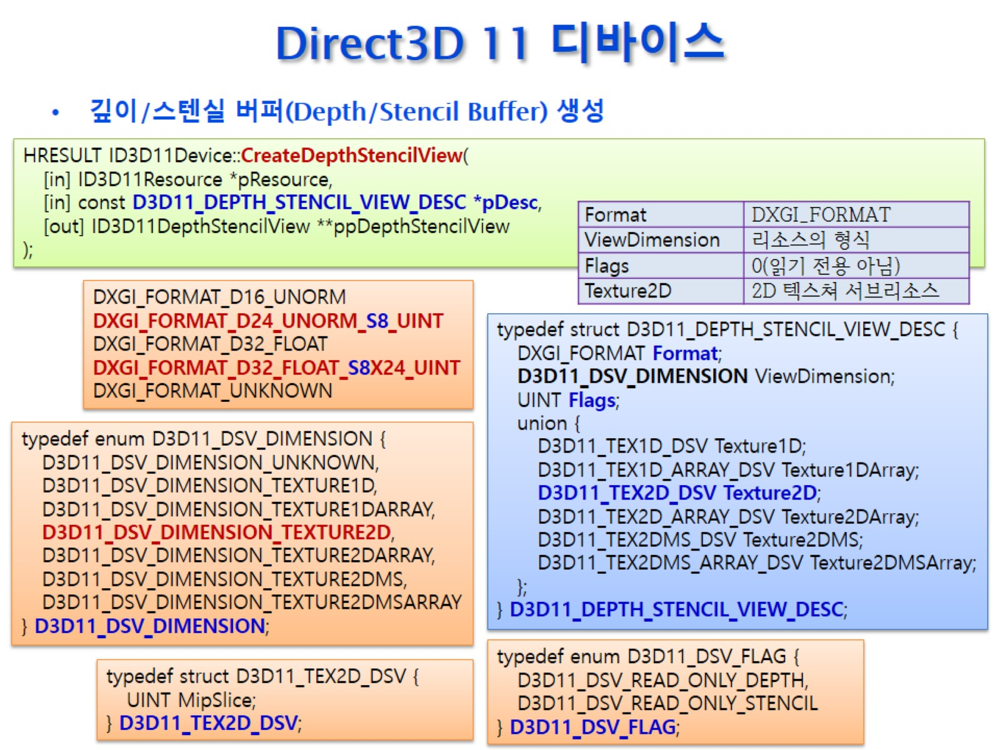 Direct3D 11 디바이스
• 깊이/스텐실 버퍼(Depth/Stencil Buffer) 생성
HRESULT ID3D11Device::CreateDepthStencilView(
[in] ID3D11Resource *pResource,
[in] const D3D11_DEPTH_STENCIL_VIEW_DESC *pDesc,
[out] ID3D11DepthStencilView **ppDepthStencilView
);
Format DXGI_FORMAT
ViewDimension 리소스의 형식
Flags 0(읽기 전용 아님)
Texture2D 2D 텍스쳐 서브리소스
DXGI_FORMAT_D16_UNORM
DXGI_FORMAT_D24_UNORM_S8_UINT
DXGI_FORMAT_D32_FLOAT
DXGI_FORMAT_D32_FLOAT_S8X24_UINT
DXGI_FORMAT_UNKNOWN
typedef struct D3D11_DEPTH_STENCIL_VIEW_DESC {
DXGI_FORMAT Format;
D3D11_DSV_DIMENSION ViewDimension;
UINT Flags;
union {
D3D11_TEX1D_DSV Texture1D;
D3D11_TEX1D_ARRAY_DSV Texture1DArray;
D3D11_TEX2D_DSV Texture2D;
D3D11_TEX2D_ARRAY_DSV Texture2DArray;
D3D11_TEX2DMS_DSV Texture2DMS;
D3D11_TEX2DMS_ARRAY_DSV Texture2DMSArray;
};
} D3D11_DEPTH_STENCIL_VIEW_DESC;
typedef enum D3D11_DSV_DIMENSION {
D3D11_DSV_DIMENSION_UNKNOWN,
D3D11_DSV_DIMENSION_TEXTURE1D,
D3D11_DSV_DIMENSION_TEXTURE1DARRAY,
D3D11_DSV_DIMENSION_TEXTURE2D,
D3D11_DSV_DIMENSION_TEXTURE2DARRAY,
D3D11_DSV_DIMENSION_TEXTURE2DMS,
D3D11_DSV_DIMENSION_TEXTURE2DMSARRAY
} D3D11_DSV_DIMENSION;
typedef struct D3D11_TEX2D_DSV {
UINT MipSlice;
} D3D11_TEX2D_DSV;
typedef enum D3D11_DSV_FLAG {
D3D11_DSV_READ_ONLY_DEPTH,
D3D11_DSV_READ_ONLY_STENCIL
} D3D11_DSV_FLAG;